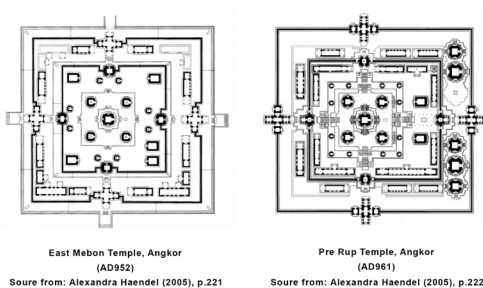 East Mebon Temple, Angkor
(AD952)
Soure from: Alexandra Haendel (2005), p.221
Pre Rup Temple, Angkor
(AD961)
Soure from: Alexandra Haendel (2005), p.222